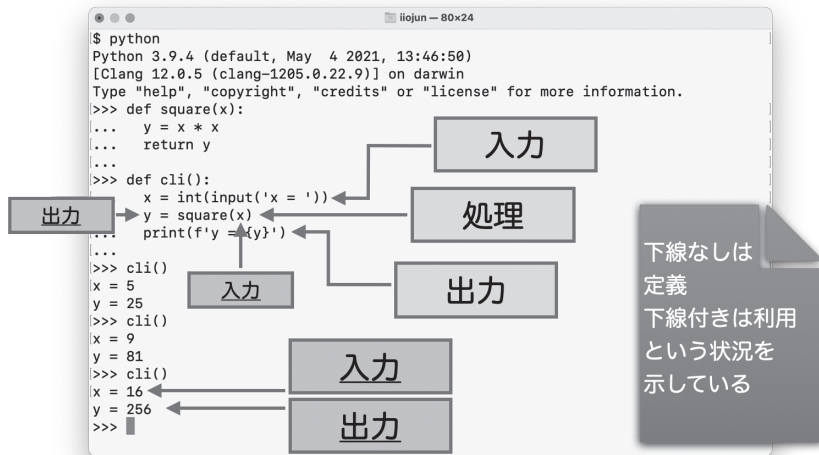 iiojun — 80×24
$ python
Python 3.9.4 (default, May  4 2021, 13:46:50)
[Clang 12.0.5 (clang-1205.0.22.9)] on darwin
Type "help", "copyright", "credits" or "license" for more information.
>>> def square(x):
...   y = x * x
...   return y
...
>>> def cli():
x = int(input('x = '))
y = square(x)
...   print(f'y = {y}')
...
>>> cli()
x = 5
y = 25
>>> cli()
x = 9
y = 81
>>> cli()
x = 16
y = 256
>>>
入力
処理
出力
出力
入力
入力
出力
下線なしは
定義
下線付きは利用
という状況を
示している